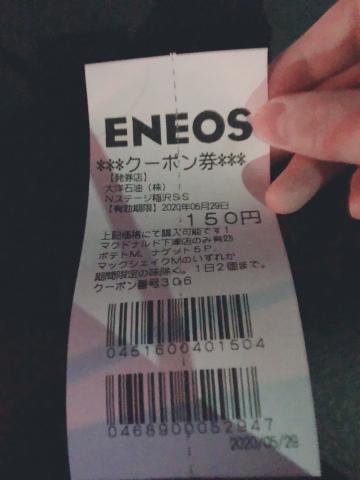 ENEOS
***クーポン券***
【発券店】
大洋石油（株）
Nステージ稲沢SS
【有効期限】2020年06月29日
150円
上記価格にて購入可能です！
マクドナルド下津店のみ有効
ポテトM、ナゲット5P、
マックシェイクMのいずれか
期間限定の味除く。1日2個まで。
クーポン番号306
0451600401504
0468900052947
2020/05/29